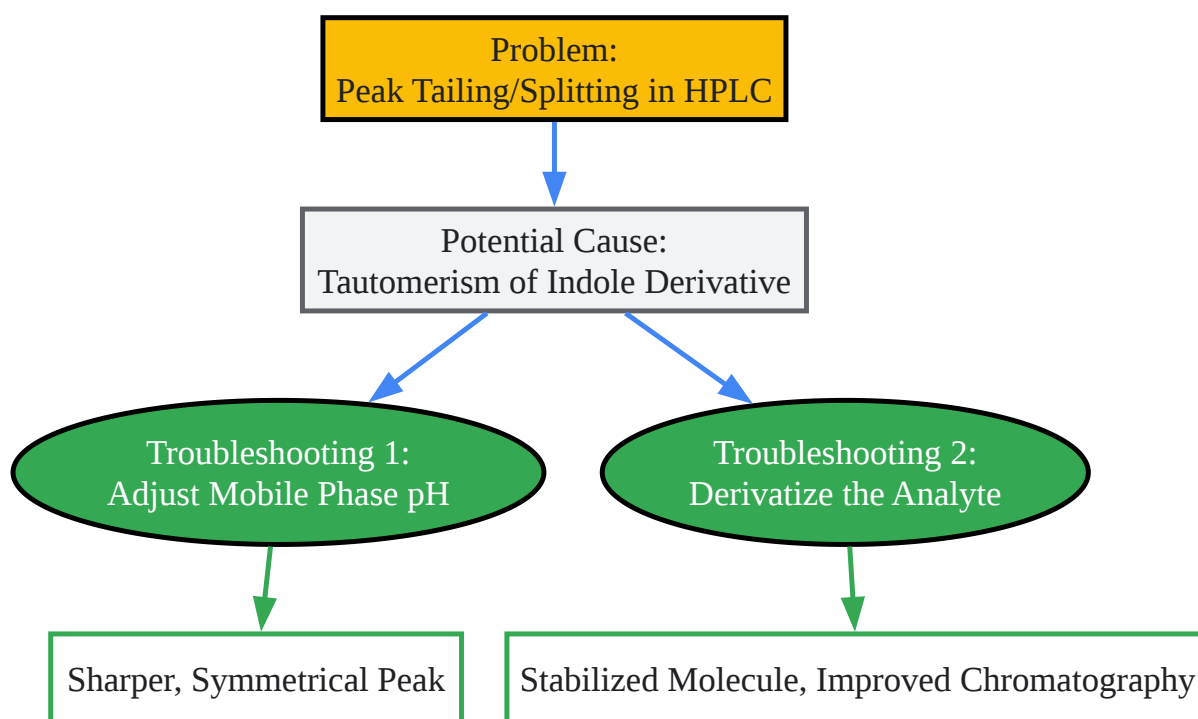 Problem:
Peak Tailing/Splitting in HPLC
Potential Cause:
Tautomerism of Indole Derivative
Troubleshooting 1:
Adjust Mobile Phase pH
Troubleshooting 2:
Derivatize the Analyte
Sharper, Symmetrical Peak
Stabilized Molecule, Improved Chromatography